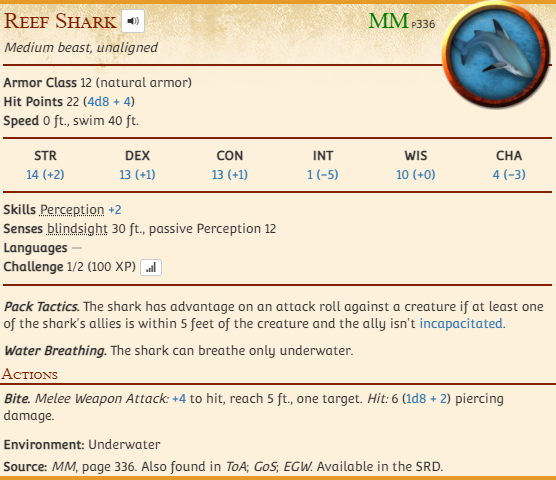 Reef Shark MM p336
Medium beast, unaligned
Armor Class 12 (natural armor)
Hit Points 22 (4d8 + 4)
Speed 0 ft., swim 40 ft.
STR DEX CON INT WIS CHA
14 (+2) 13 (+1) 13 (+1) 1 (−5) 10 (+0) 4 (−3)
Skills Perception +2
Senses blindsight 30 ft., passive Perception 12
Languages —
Challenge 1/2 (100 XP)
Pack Tactics. The shark has advantage on an attack roll against a creature if at least one
of the shark's allies is within 5 feet of the creature and the ally isn't incapacitated.
Water Breathing. The shark can breathe only underwater.
Actions
Bite. Melee Weapon Attack: +4 to hit, reach 5 ft., one target. Hit: 6 (1d8 + 2) piercing
damage.
Environment: Underwater
Source: MM, page 336. Also found in ToA; GoS; EGW. Available in the SRD.